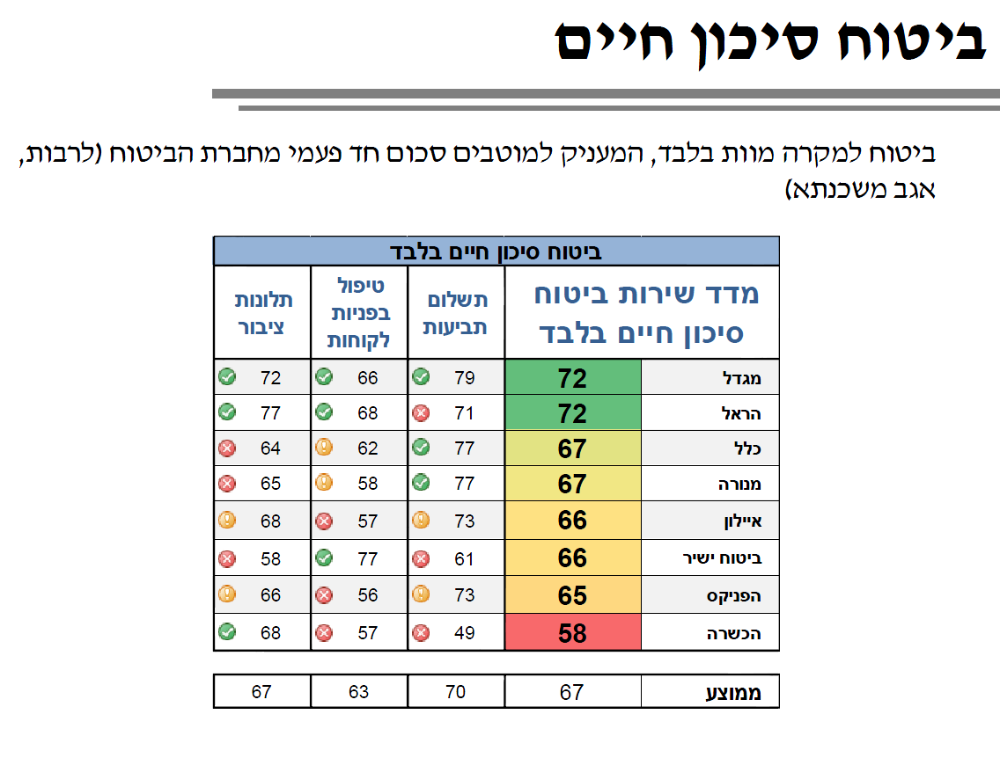 ביטוח סיכון חיים
ביטוח למקרה מוות בלבד, המעניק למוטבים סכום חד פעמי מחברת הביטוח (לרבות,
אגב משכנתא)
ביטוח סיכון חיים בלבד
מדד שירות ביטוח
סיכון חיים בלבד
תשלום
תביעות
טיפול
בפניות
לקוחות
תלונות
ציבור
מגדל 72 79 66 72
הראל 72 71 68 77
כלל 67 77 62 64
מנורה 67 77 58 65
איילון 66 73 57 68
ביטוח ישיר 66 61 77 58
הפניקס 65 73 56 66
הכשרה 58 49 57 68
ממוצע 67 70 63 67